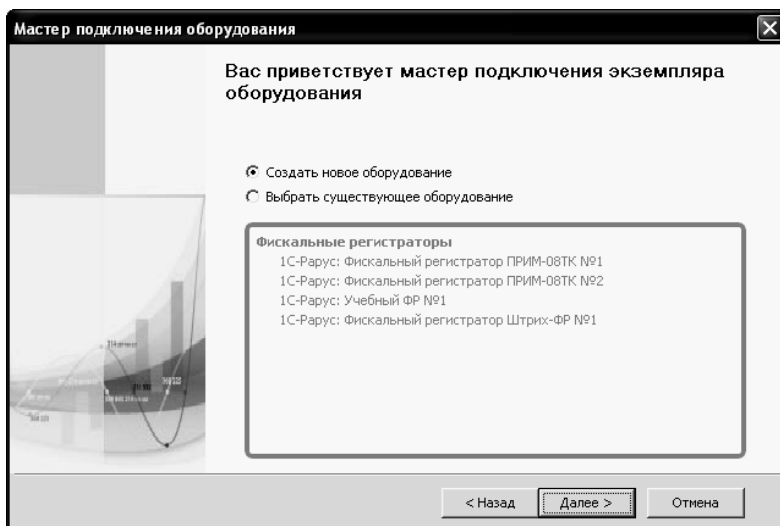 Мастер подключения оборудования
Вас приветствует мастер подключения экземпляра
оборудования
Создать новое оборудование
Выбрать существующее оборудование
Фискальные регистраторы
1С-Рарус: Фискальный регистратор ПРИМ-08ТК №1
1С-Рарус: Фискальный регистратор ПРИМ-08ТК №2
1С-Рарус: Учебный ФР №1
1С-Рарус: Фискальный регистратор Штрих-ФР №1
< Назад
Далее >
Отмена